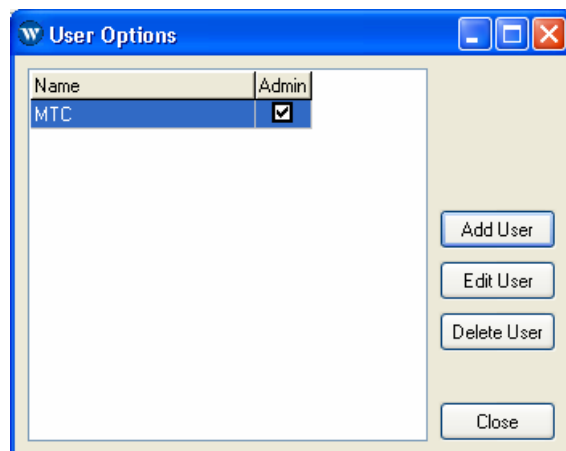 W User Options
Name Admin
MTC
Add User
Edit User
Delete User
Close